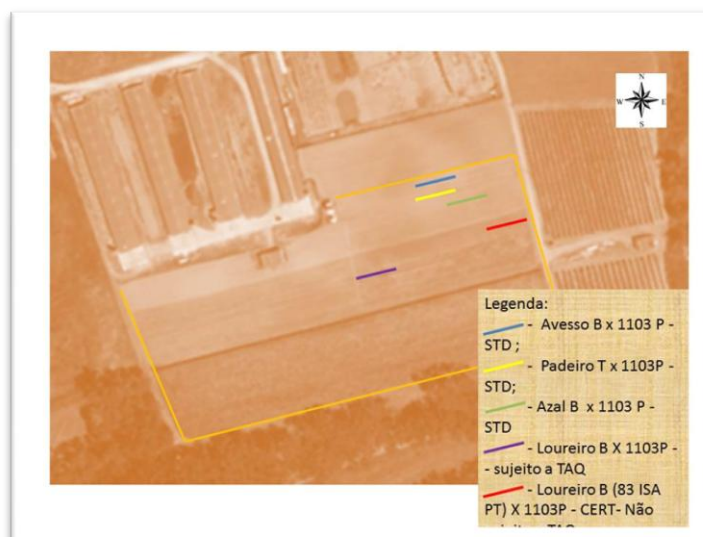 N
W E
S
Legenda:
- Avesso B x 1103 P -
STD ;
- Padeiro T x 1103P -
STD;
- Azal B x 1103 P -
STD
- Loureiro B X 1103P -
- sujeito a TAQ
- Loureiro B (83 ISA
PT) X 1103P - CERT- Não